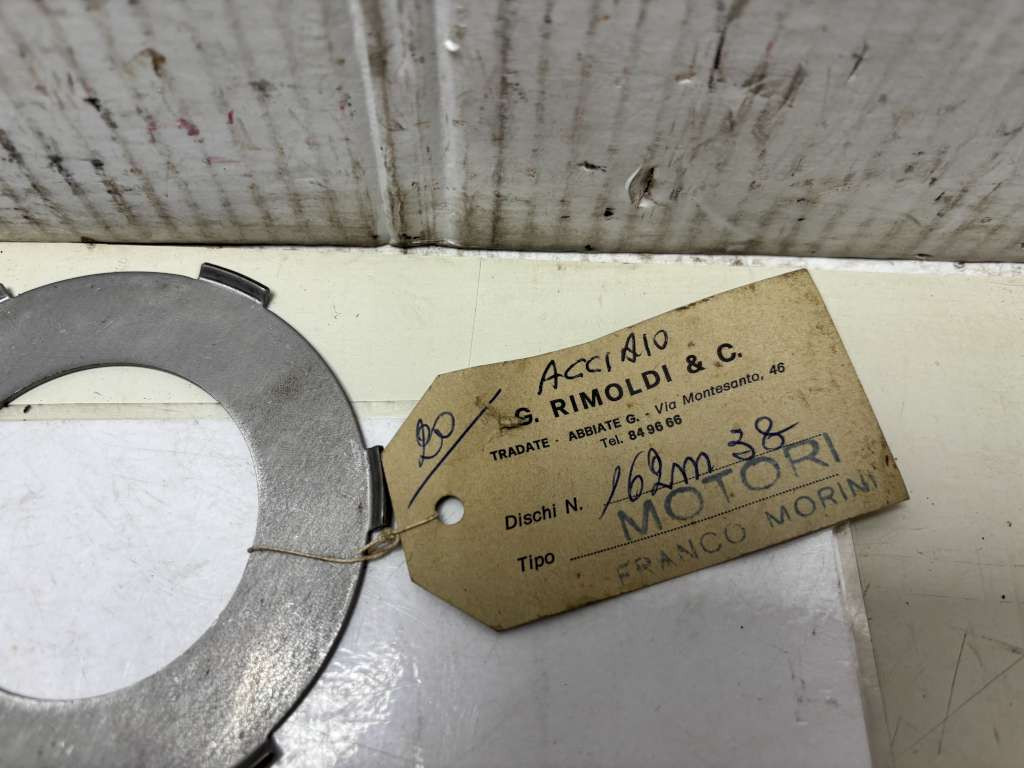 20
ACCIAIO
G. RIMOLDI & C.
TRADATE - ABBIATE G. - Via Montesanto, 46
Tel. 84 96 66
Dischi N. 162m 38
MOTORI
Tipo
FRANCO MORINI